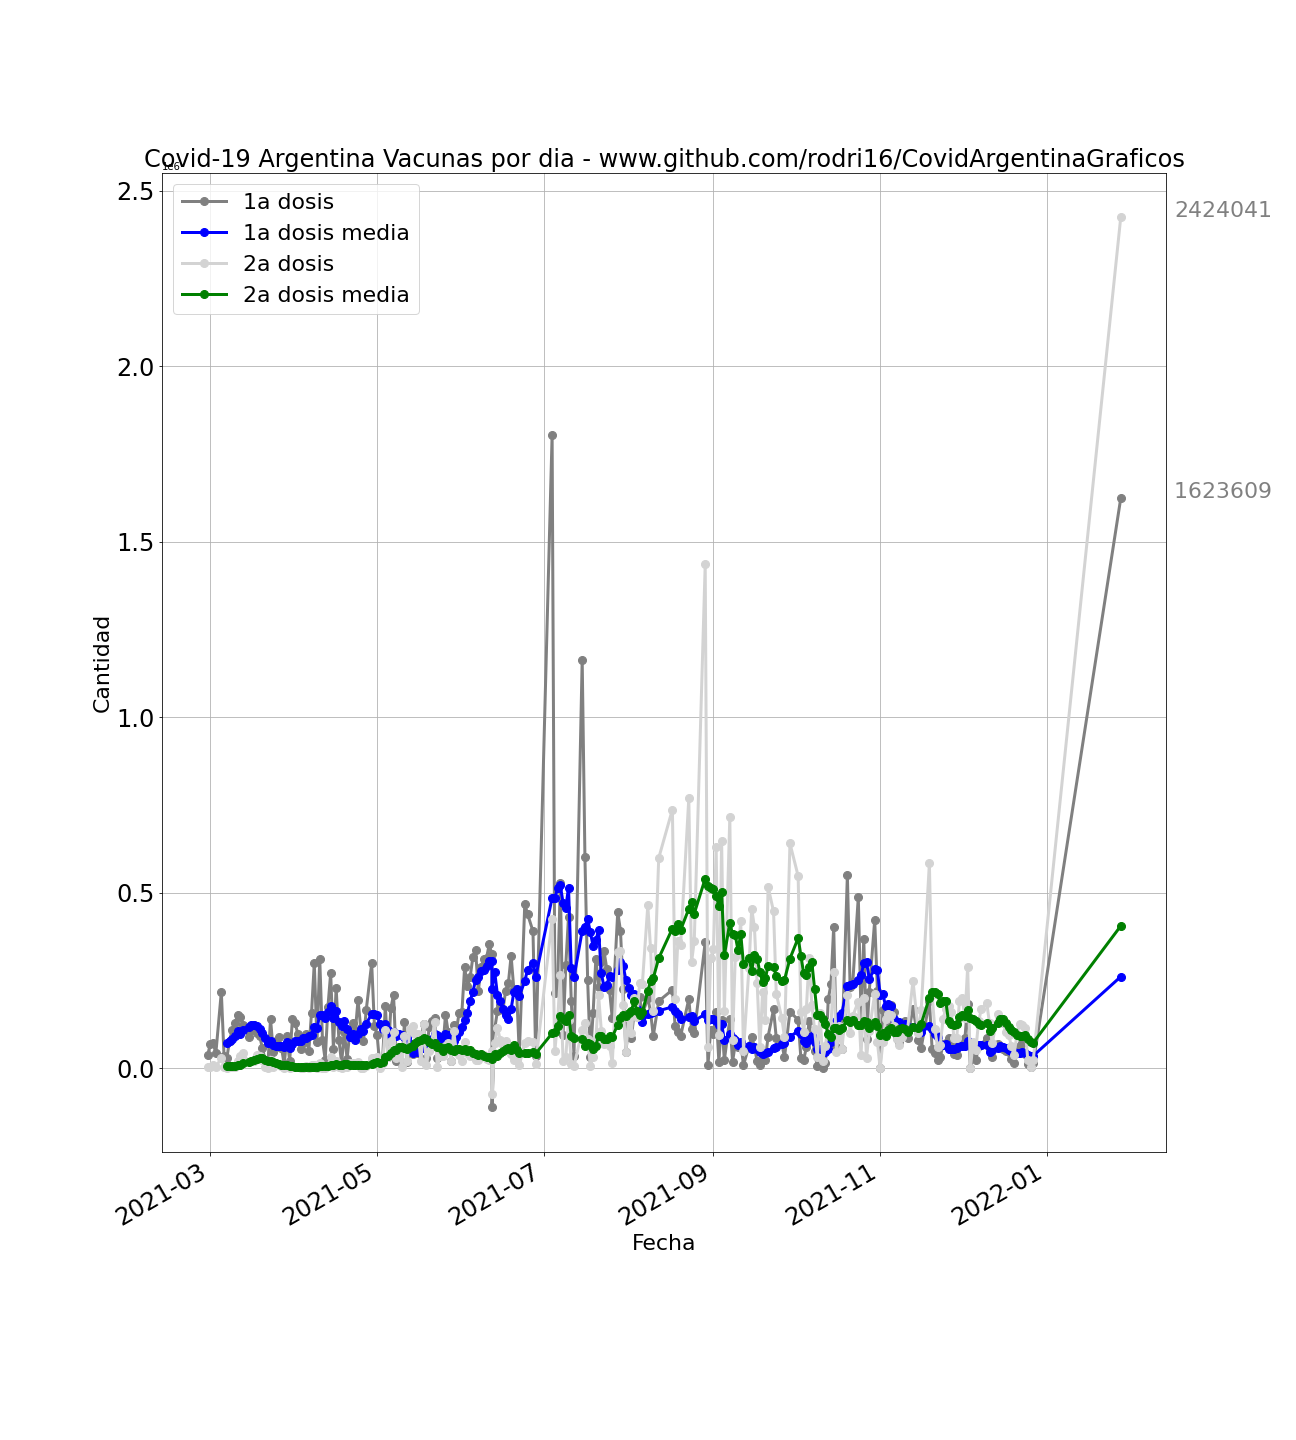 Covid-19 Argentina Vacunas por dia - www.github.com/rodri16/CovidArgentinaGraficos
1e6
2.5
2.0
1.5
1.0
0.5
0.0
Cantidad
1a dosis
1a dosis media
2a dosis
2a dosis media
2424041
1623609
2021-03
2021-05
2021-07
2021-09
2021-11
2022-01
Fecha